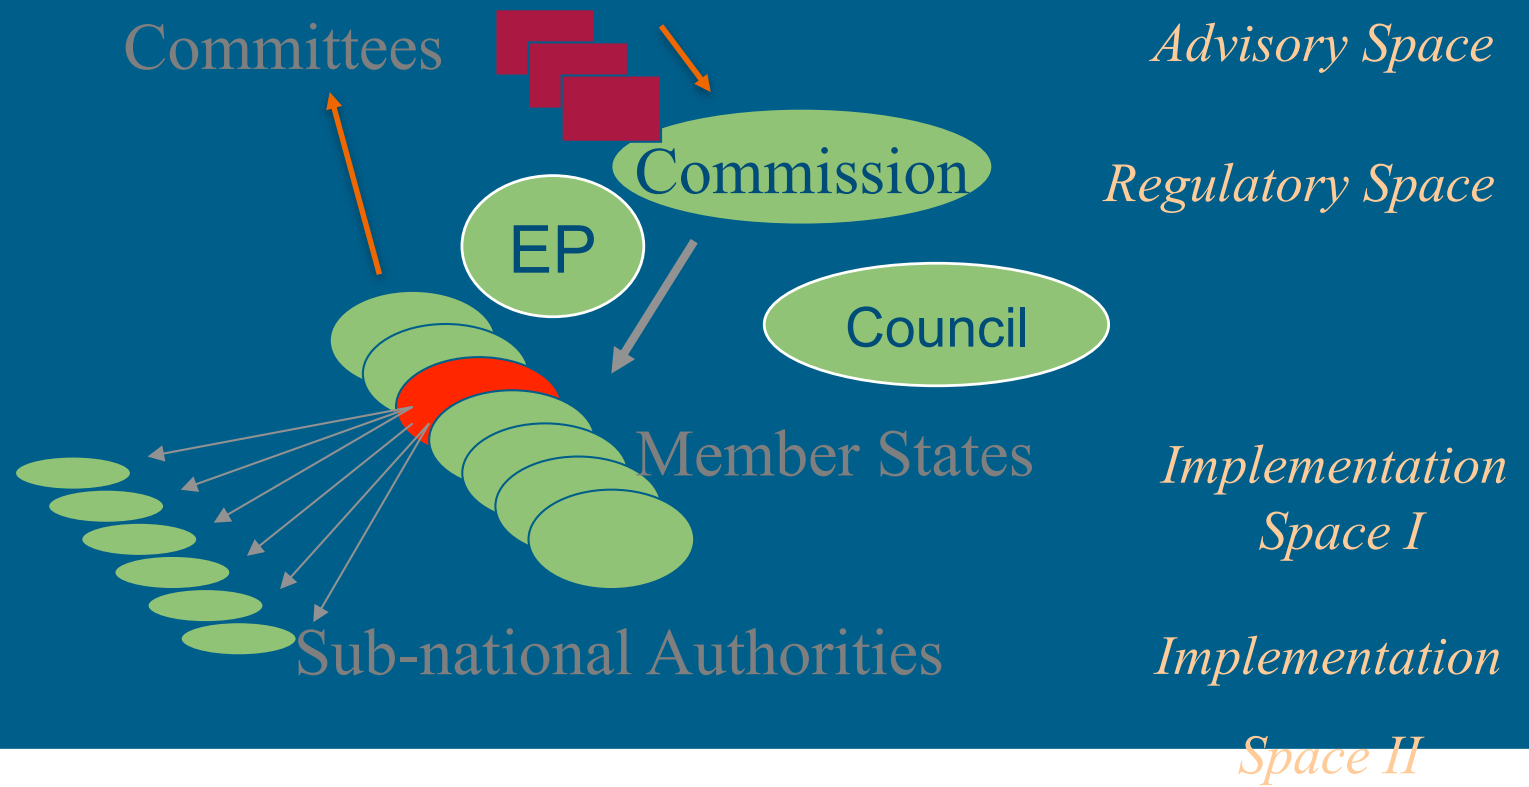 Committees
Advisory Space
Commission
Regulatory Space
EP
Council
Member States
Implementation
Space I
Sub-national Authorities
Implementation
Space II